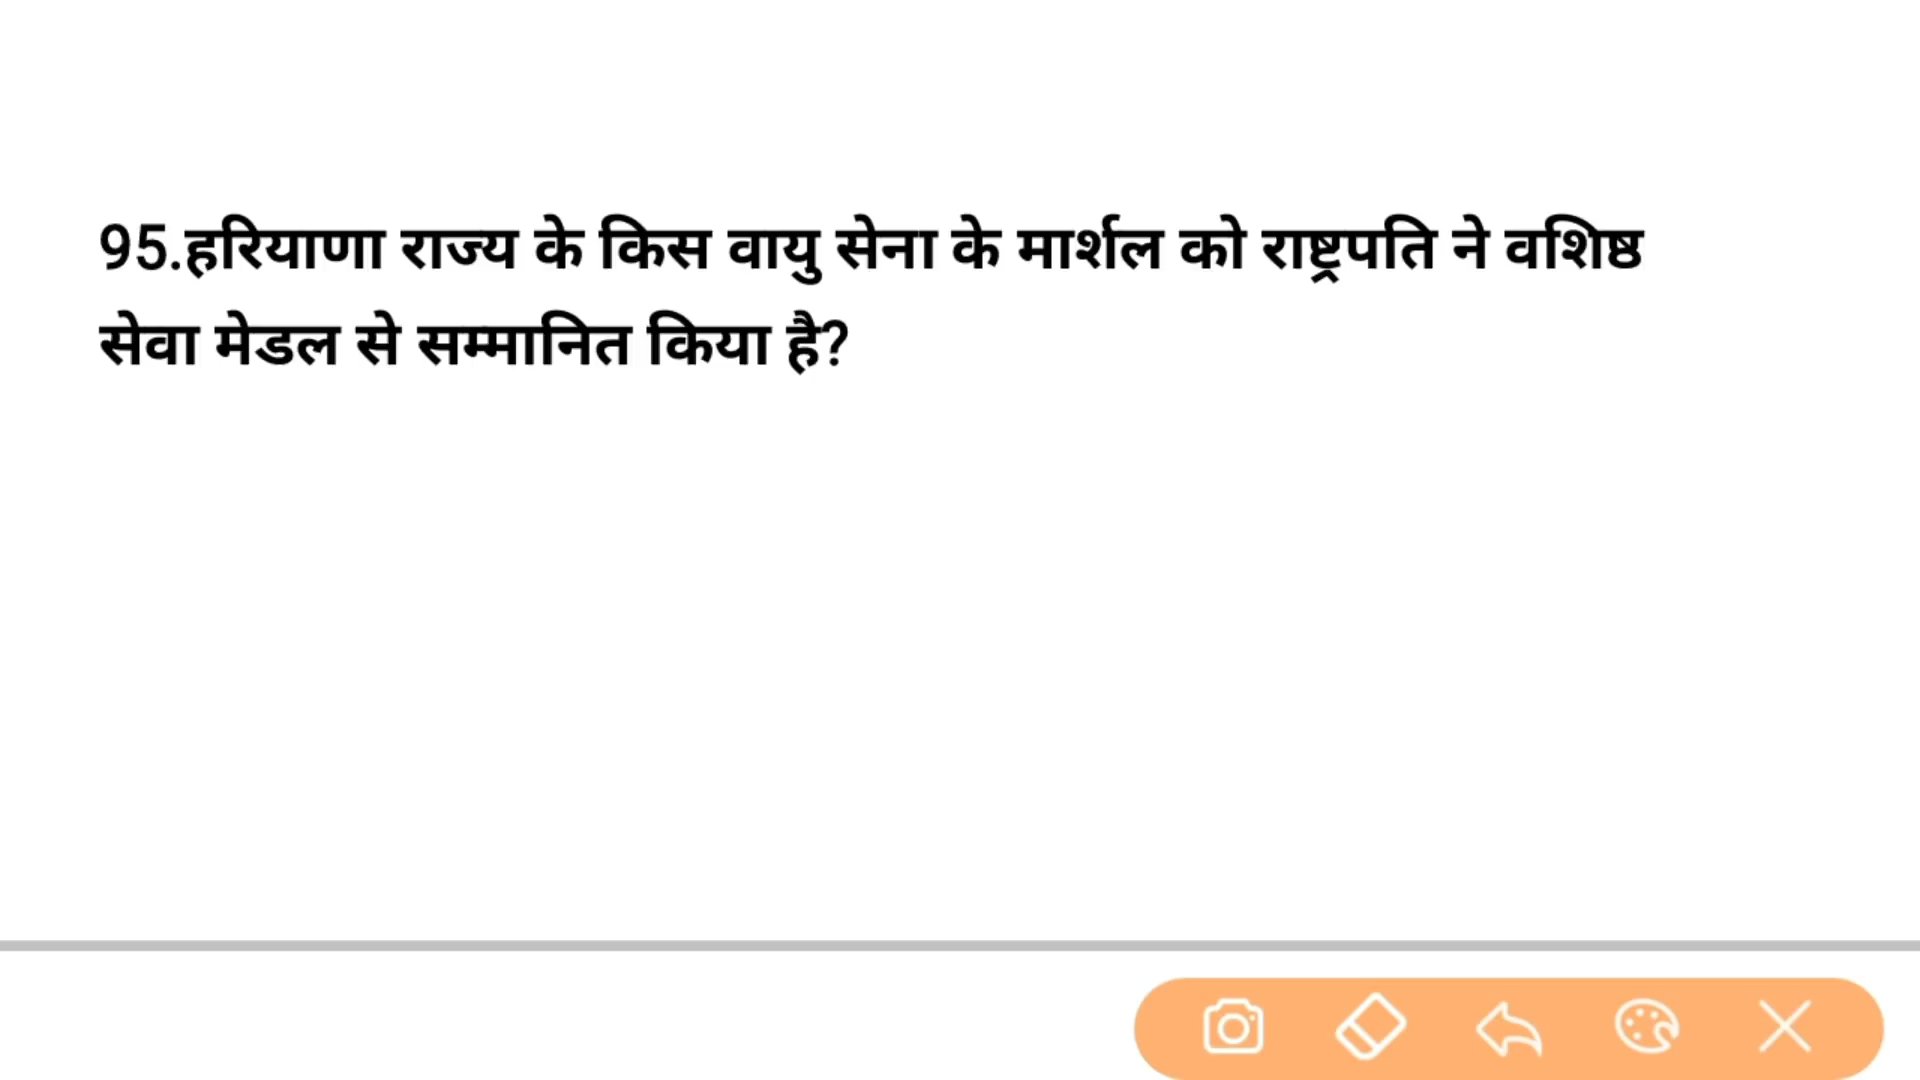 95.हरियाणा राज्य के किस वायु सेना के मार्शल को राष्ट्रपति ने वशिष्ठ
सेवा मेडल से सम्मानित किया है?